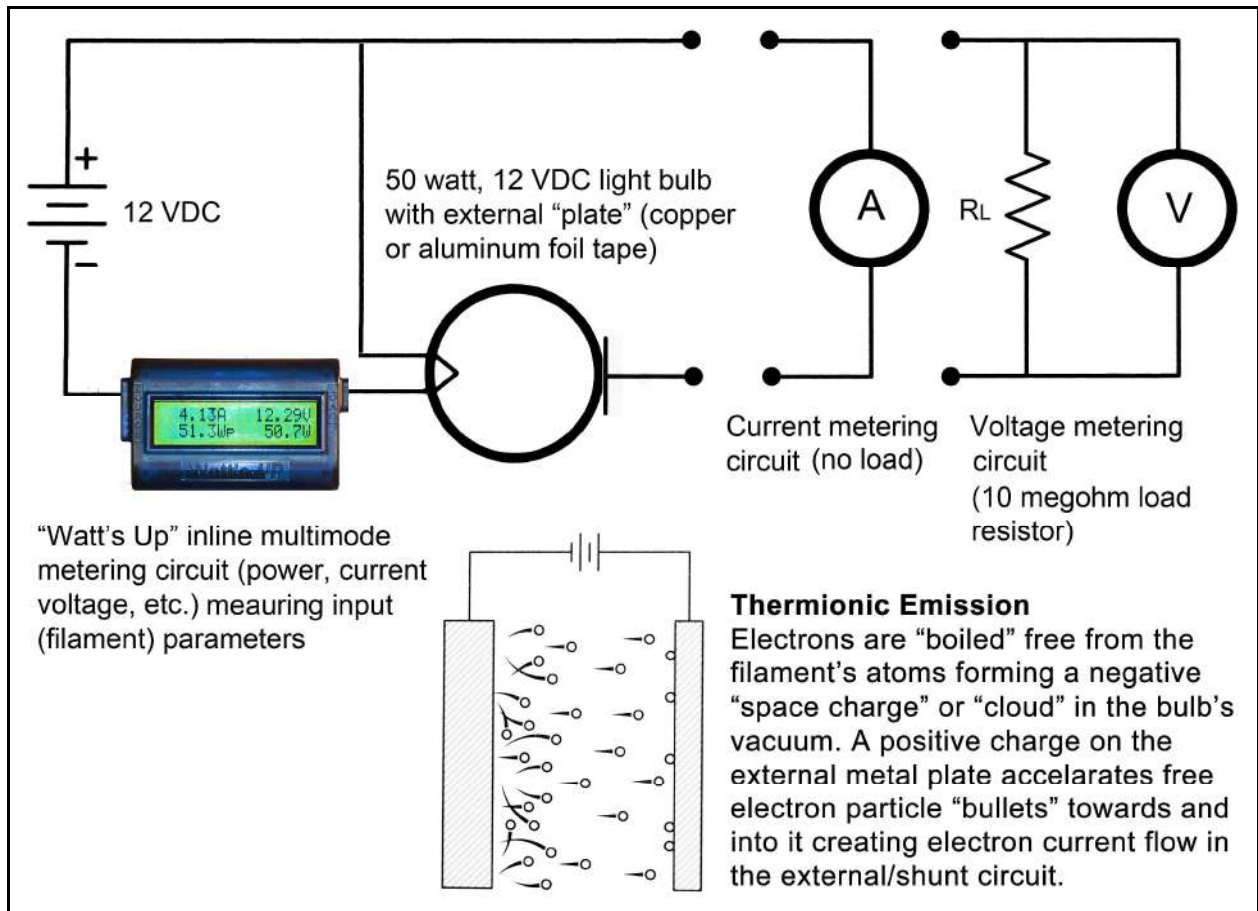 +
12 VDC
−
50 watt, 12 VDC light bulb
with external “plate” (copper
or aluminum foil tape)
A
RL
V
4.13A 12.29V
51.3Wp 50.7W
Current metering
circuit (no load)
Voltage metering
circuit
(10 megohm load
resistor)
“Watt’s Up” inline multimode
metering circuit (power, current
voltage, etc.) meauring input
(filament) parameters
Thermionic Emission
Electrons are “boiled” free from the
filament’s atoms forming a negative
“space charge” or “cloud” in the bulb’s
vacuum. A positive charge on the
external metal plate accelarates free
electron particle “bullets” towards and
into it creating electron current flow in
the external/shunt circuit.